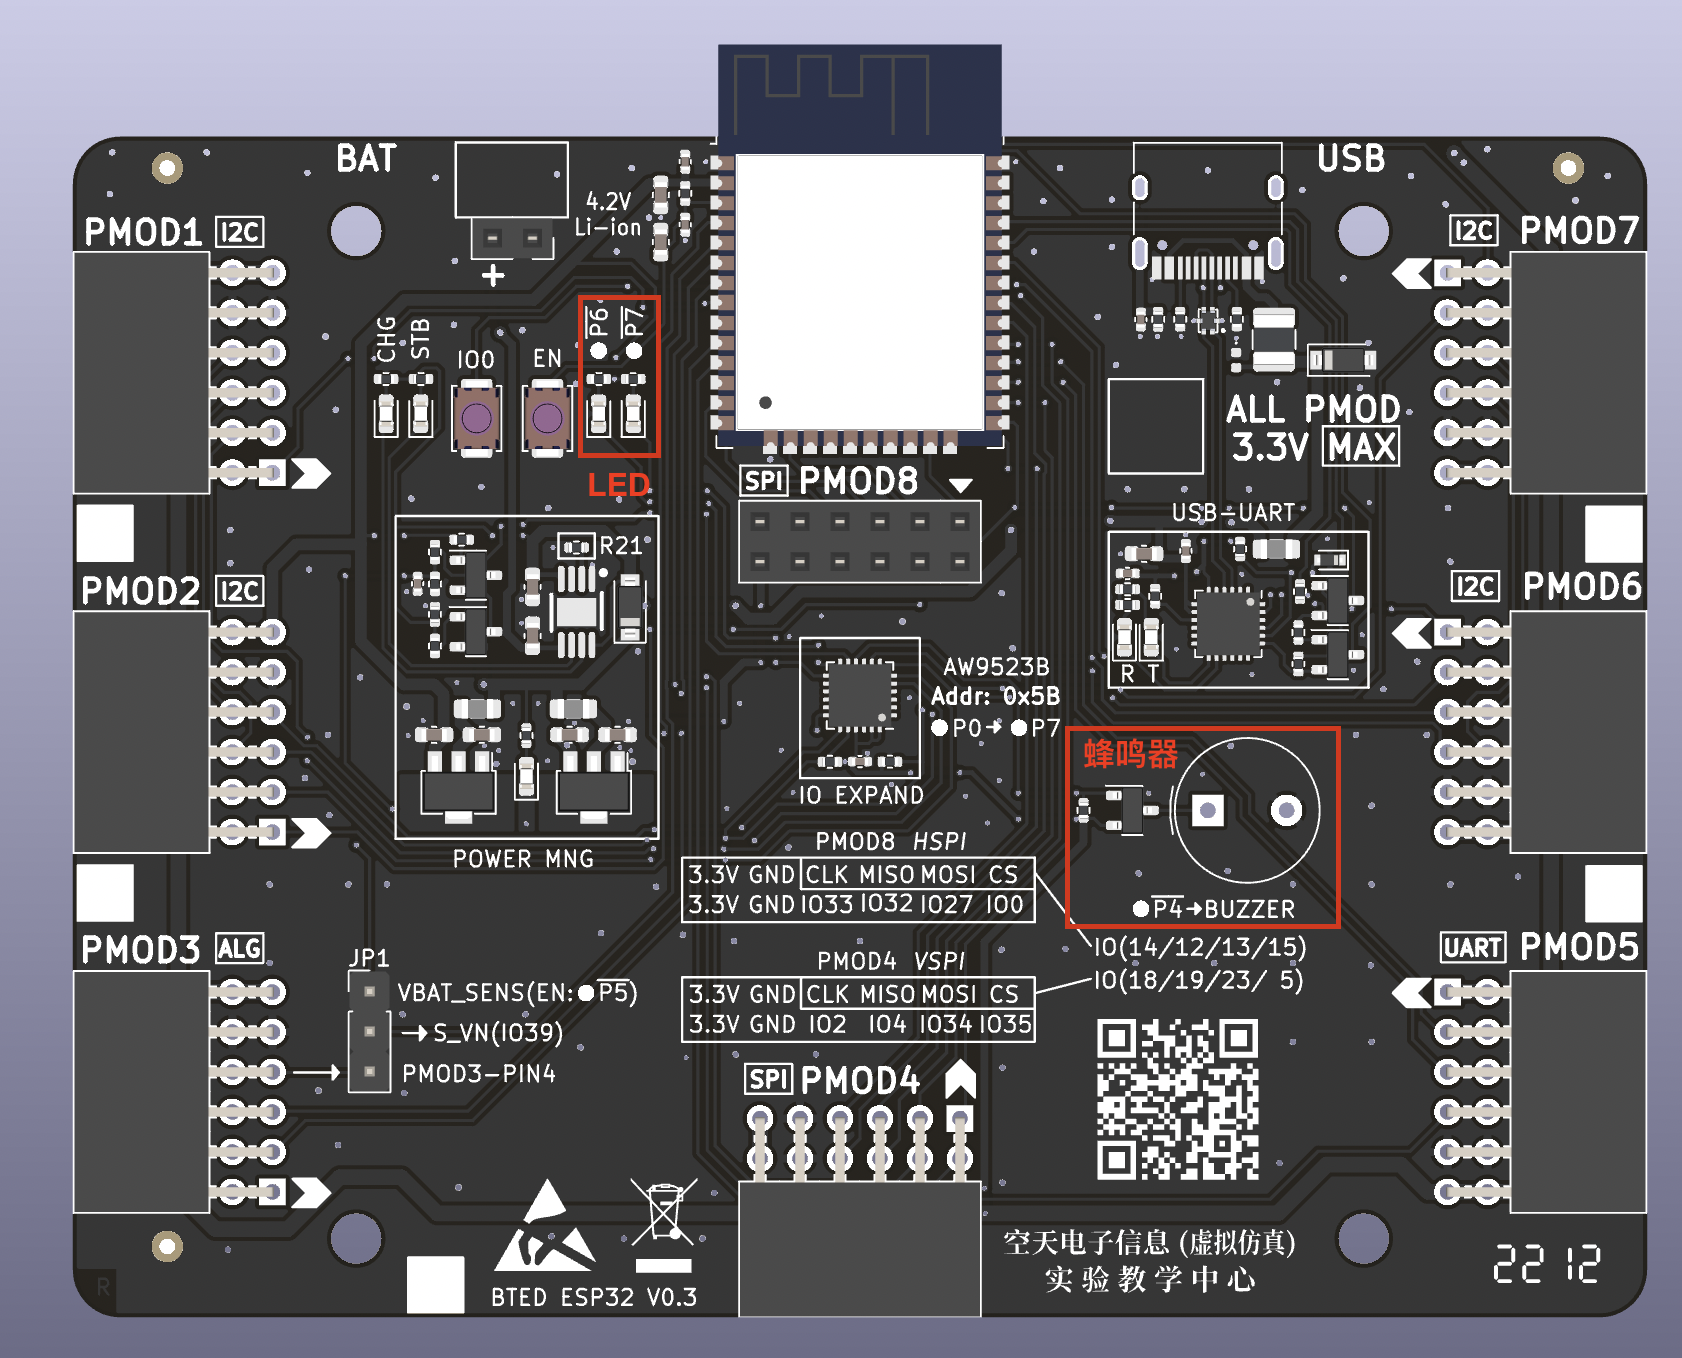 BAT
USB
4.2V
Li-ion
+
PMOD1 I2C
I2C PMOD7
CHG
STB
IO0
EN
P6
P7
LED
ALL PMOD
3.3V MAX
SPI PMOD8
USB-UART
R21
PMOD2 I2C
I2C PMOD6
R T
AW9523B
Addr: 0x5B
P0→P7
IO EXPAND
蜂鸣器
P4→BUZZER
POWER MNG
PMOD8 HSPI
3.3V GND CLK MISO MOSI CS
3.3V GND IO33 IO32 IO27 IO0
IO(14/12/13/15)
PMOD4 VSPI
IO(18/19/23/ 5)
3.3V GND CLK MISO MOSI CS
3.3V GND IO2 IO4 IO34 IO35
PMOD3 ALG
UART PMOD5
JP1
VBAT_SENS(EN:P5)
→S_VN(IO39)
PMOD3-PIN4
SPI PMOD4
空天电子信息 (虚拟仿真)
实验教学中心
2212
BTED ESP32 V0.3
R